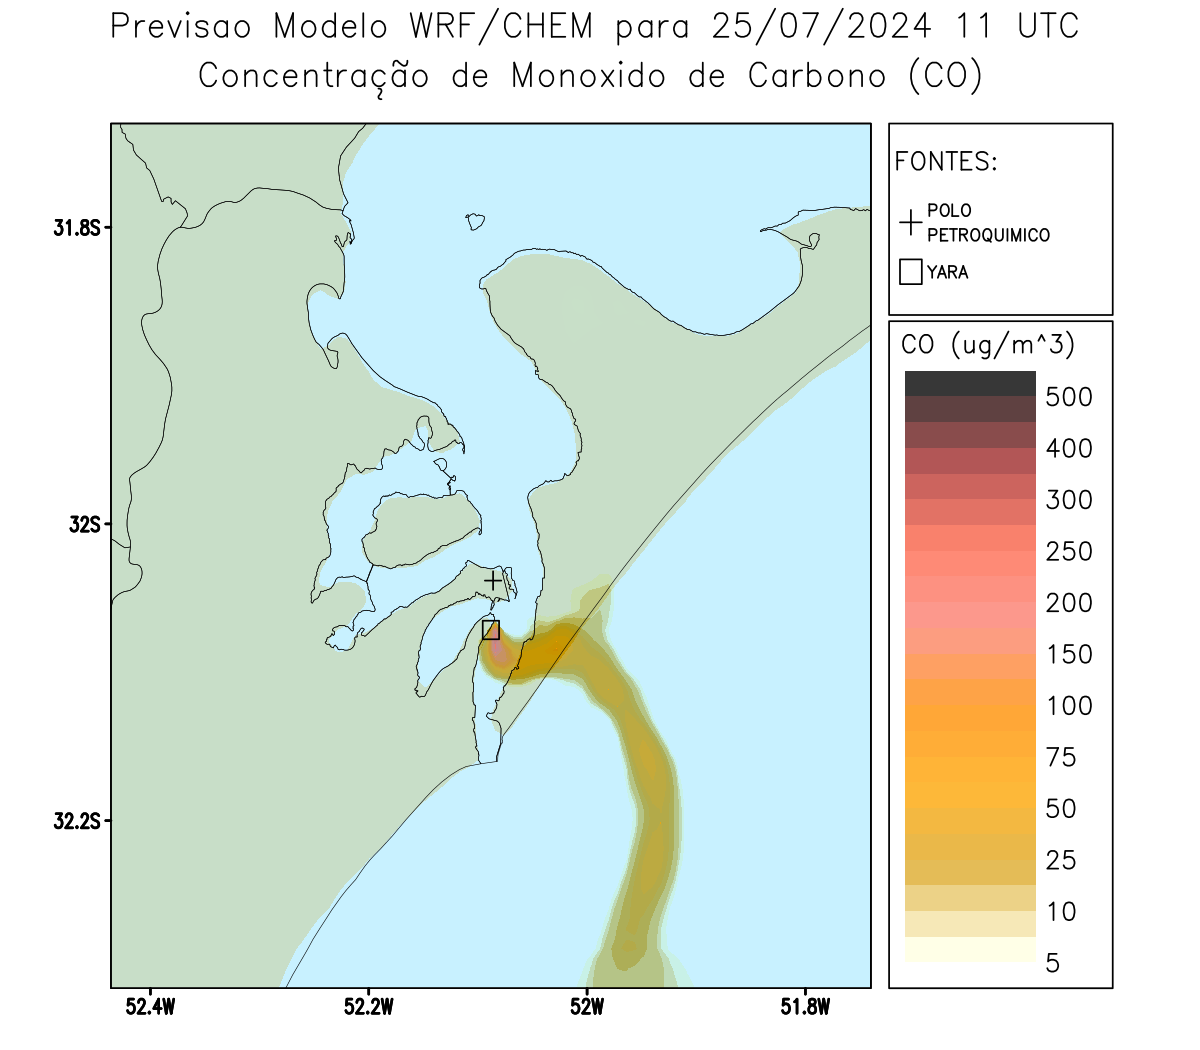 Previsao Modelo WRF/CHEM para 25/07/2024 11 UTC
Concentração de Monoxido de Carbono (CO)
FONTES:
POLO
PETROQUIMICO
YARA
CO (ug/m^3)
500
400
300
250
200
150
100
75
50
25
10
5
31.8S
32S
32.2S
52.4W
52.2W
52W
51.8W